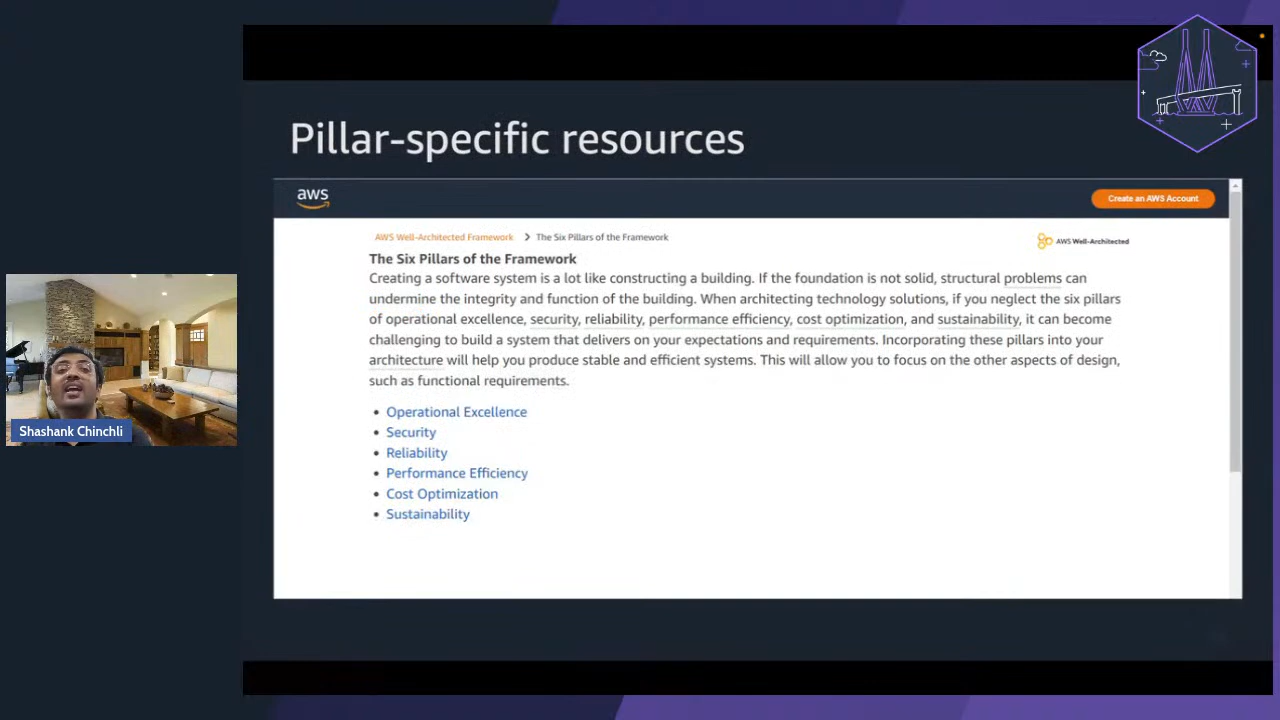 Pillar-specific resources
aws
Create an AWS Account
AWS Well-Architected Framework > The Six Pillars of the Framework
AWS Well-Architected
The Six Pillars of the Framework
Creating a software system is a lot like constructing a building. If the foundation is not solid, structural problems can
undermine the integrity and function of the building. When architecting technology solutions, if you neglect the six pillars
of operational excellence, security, reliability, performance efficiency, cost optimization, and sustainability, it can become
challenging to build a system that delivers on your expectations and requirements. Incorporating these pillars into your
architecture will help you produce stable and efficient systems. This will allow you to focus on the other aspects of design,
such as functional requirements.
• Operational Excellence
• Security
• Reliability
• Performance Efficiency
• Cost Optimization
• Sustainability
Shashank Chinchli